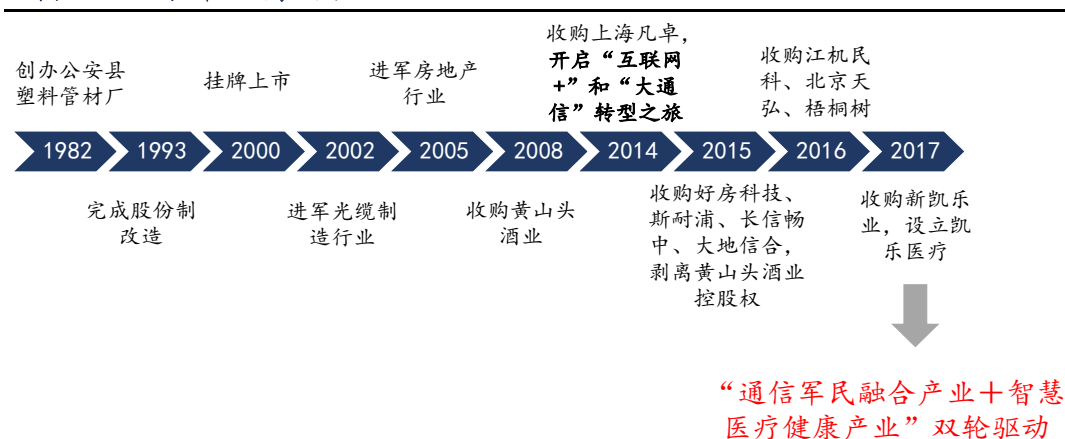 创办公安县
塑料管材厂
挂牌上市
进军房地产
行业
收购上海凡卓，
开启“互联网
+”和“大通
信”转型之旅
收购江机民
科、北京天
弘、梧桐树
1982
1993
2000
2002
2005
2008
2014
2015
2016
2017
完成股份制
改造
进军光缆制
造行业
收购黄山头
酒业
收购好房科技、
斯耐浦、长信畅
中、大地信合，
剥离黄山头酒业
控股权
收购新凯乐
业，设立凯
乐医疗
“通信军民融合产业＋智慧
医疗健康产业”双轮驱动